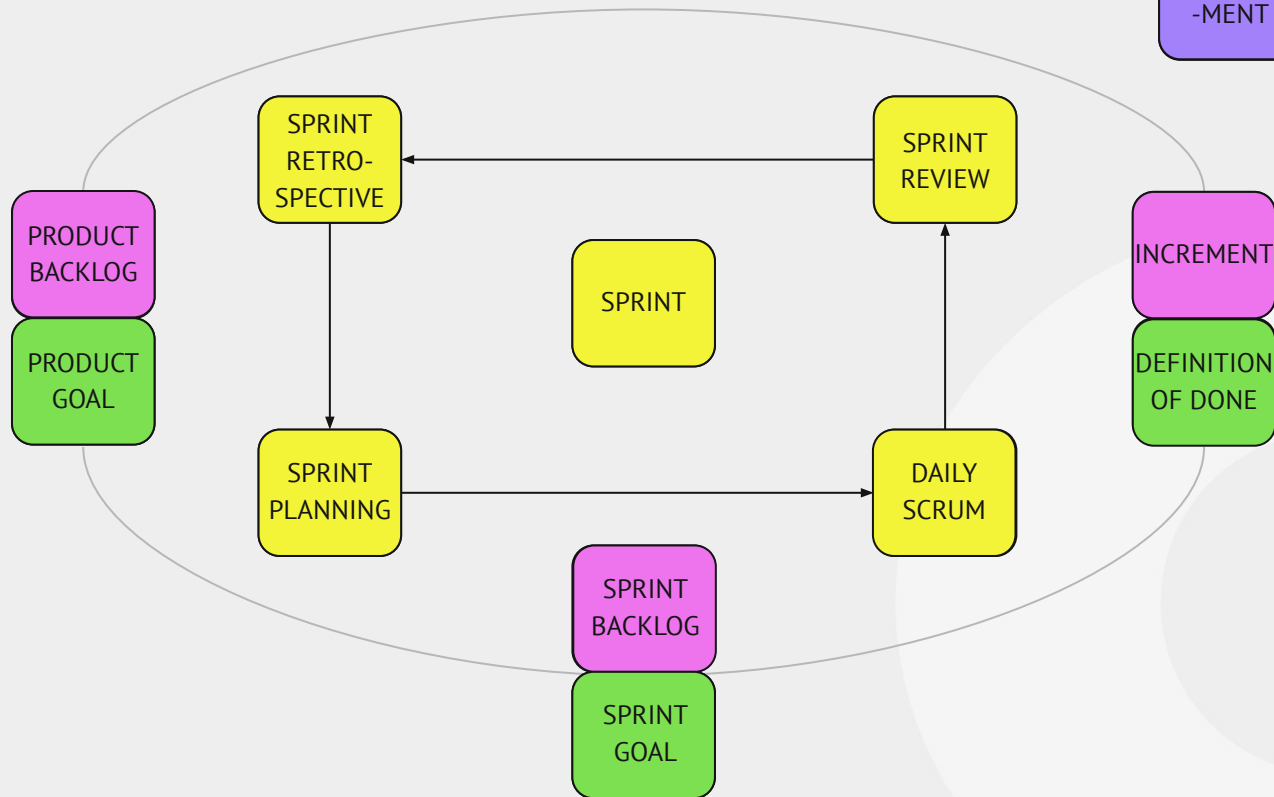 -MENT
SPRINT
RETRO-
SPECTIVE
SPRINT
REVIEW
PRODUCT
BACKLOG
PRODUCT
GOAL
SPRINT
INCREMENT
DEFINITION
OF DONE
SPRINT
PLANNING
DAILY
SCRUM
SPRINT
BACKLOG
SPRINT
GOAL